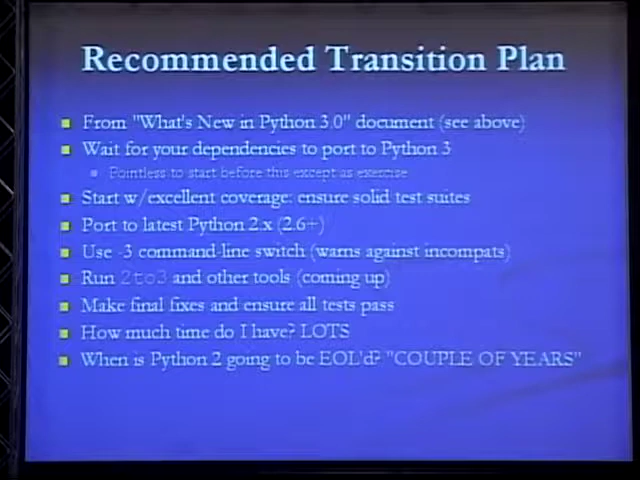 Recommended Transition Plan
From "What's New in Python 3.0" document (see above)
Wait for your dependencies to port to Python 3
Pointless to start before this except as exercise
Start w/excellent coverage: ensure solid test suites
Port to latest Python 2.x (2.6+)
Use -3 command-line switch (warns against incompats)
Run 2to3 and other tools (coming up)
Make final fixes and ensure all tests pass
How much time do I have? LOTS
When is Python 2 going to be EOL'd? "COUPLE OF YEARS"